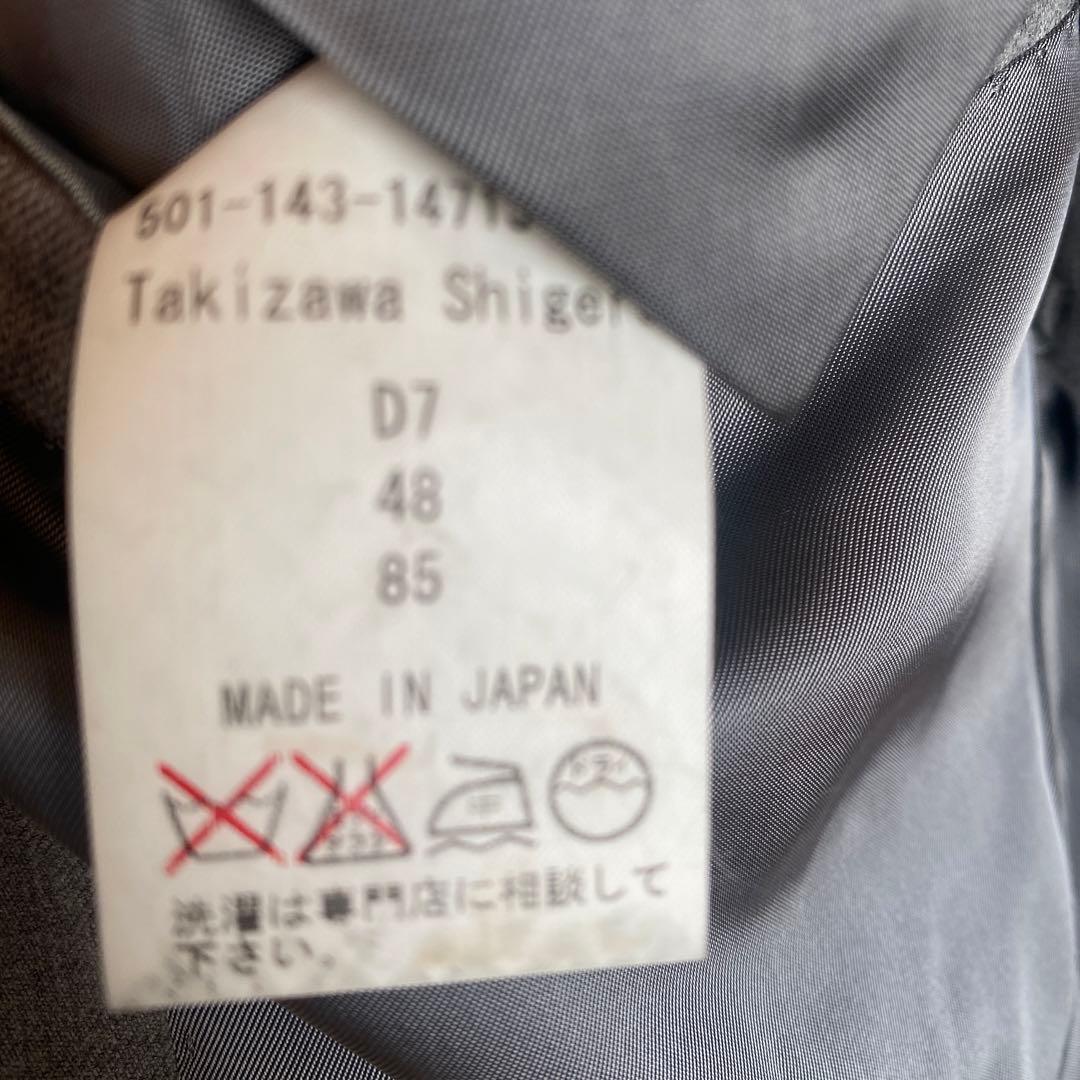 501-143-1471
Takizawa Shiger
D7
48
85
MADE IN JAPAN
ドライ
洗濯は専門店に相談して
下さい。